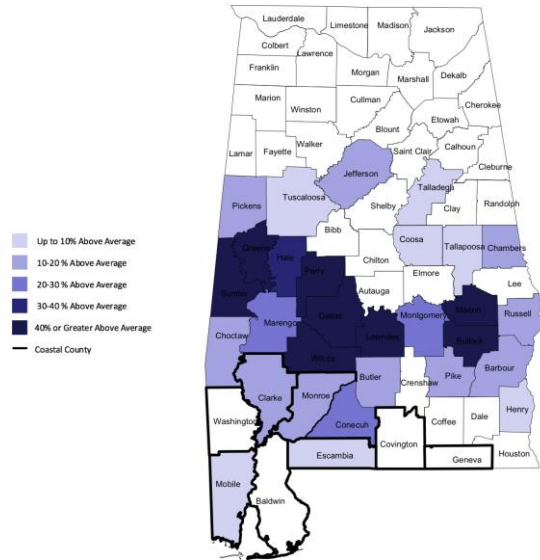 Lauderdale
Limestone
Madison
Jackson
Colbert
Lawrence
Franklin
Morgan
Marshall
Dekalb
Marion
Winston
Cullman
Cherokee
Etowah
Blount
Lamar
Fayette
Walker
Saint Clair
Calhoun
Cleburne
Jefferson
Talladega
Pickens
Tuscaloosa
Shelby
Clay
Randolph
Bibb
Coosa
Tallapoosa
Chambers
Up to 10% Above Average
10-20 % Above Average
20-30 % Above Average
30-40 % Above Average
40% or Greater Above Average
Coastal County
Greene
Hale
Perry
Chilton
Elmore
Lee
Autauga
Sumter
Marengo
Dallas
Lowndes
Montgomery
Macon
Russell
Bullock
Choctaw
Wilcox
Butler
Crenshaw
Pike
Barbour
Clarke
Monroe
Conecuh
Washington
Coffee
Dale
Henry
Covington
Escambia
Geneva
Houston
Mobile
Baldwin